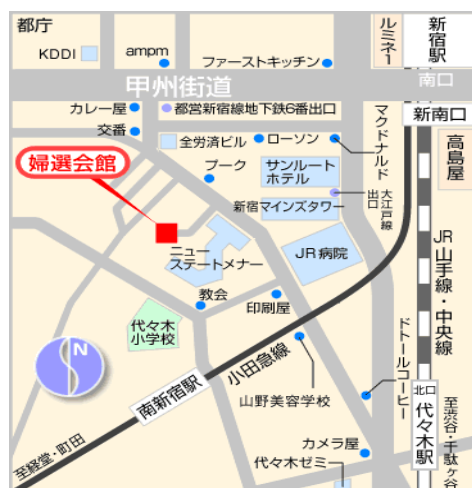 都庁
KDDI
ampm
ファーストキッチン
ルミネ1
新宿駅
南口
甲州街道
新南口
カレー屋
都営新宿線地下鉄6番出口
交番
全労済ビル
ローソン
マクドナルド
高島屋
婦選会館
プーク
サンルート
ホテル
新宿マインズタワー
大江戸線
出口
ニュー
ステートメナー
JR病院
JR山手線・中央線
教会
印刷屋
代々木
小学校
N
小田急線
ドトールコーヒー
南新宿駅
山野美容学校
北口
代々木駅
至経堂・町田
カメラ屋
代々木ゼミ
至渋谷・千駄ヶ谷